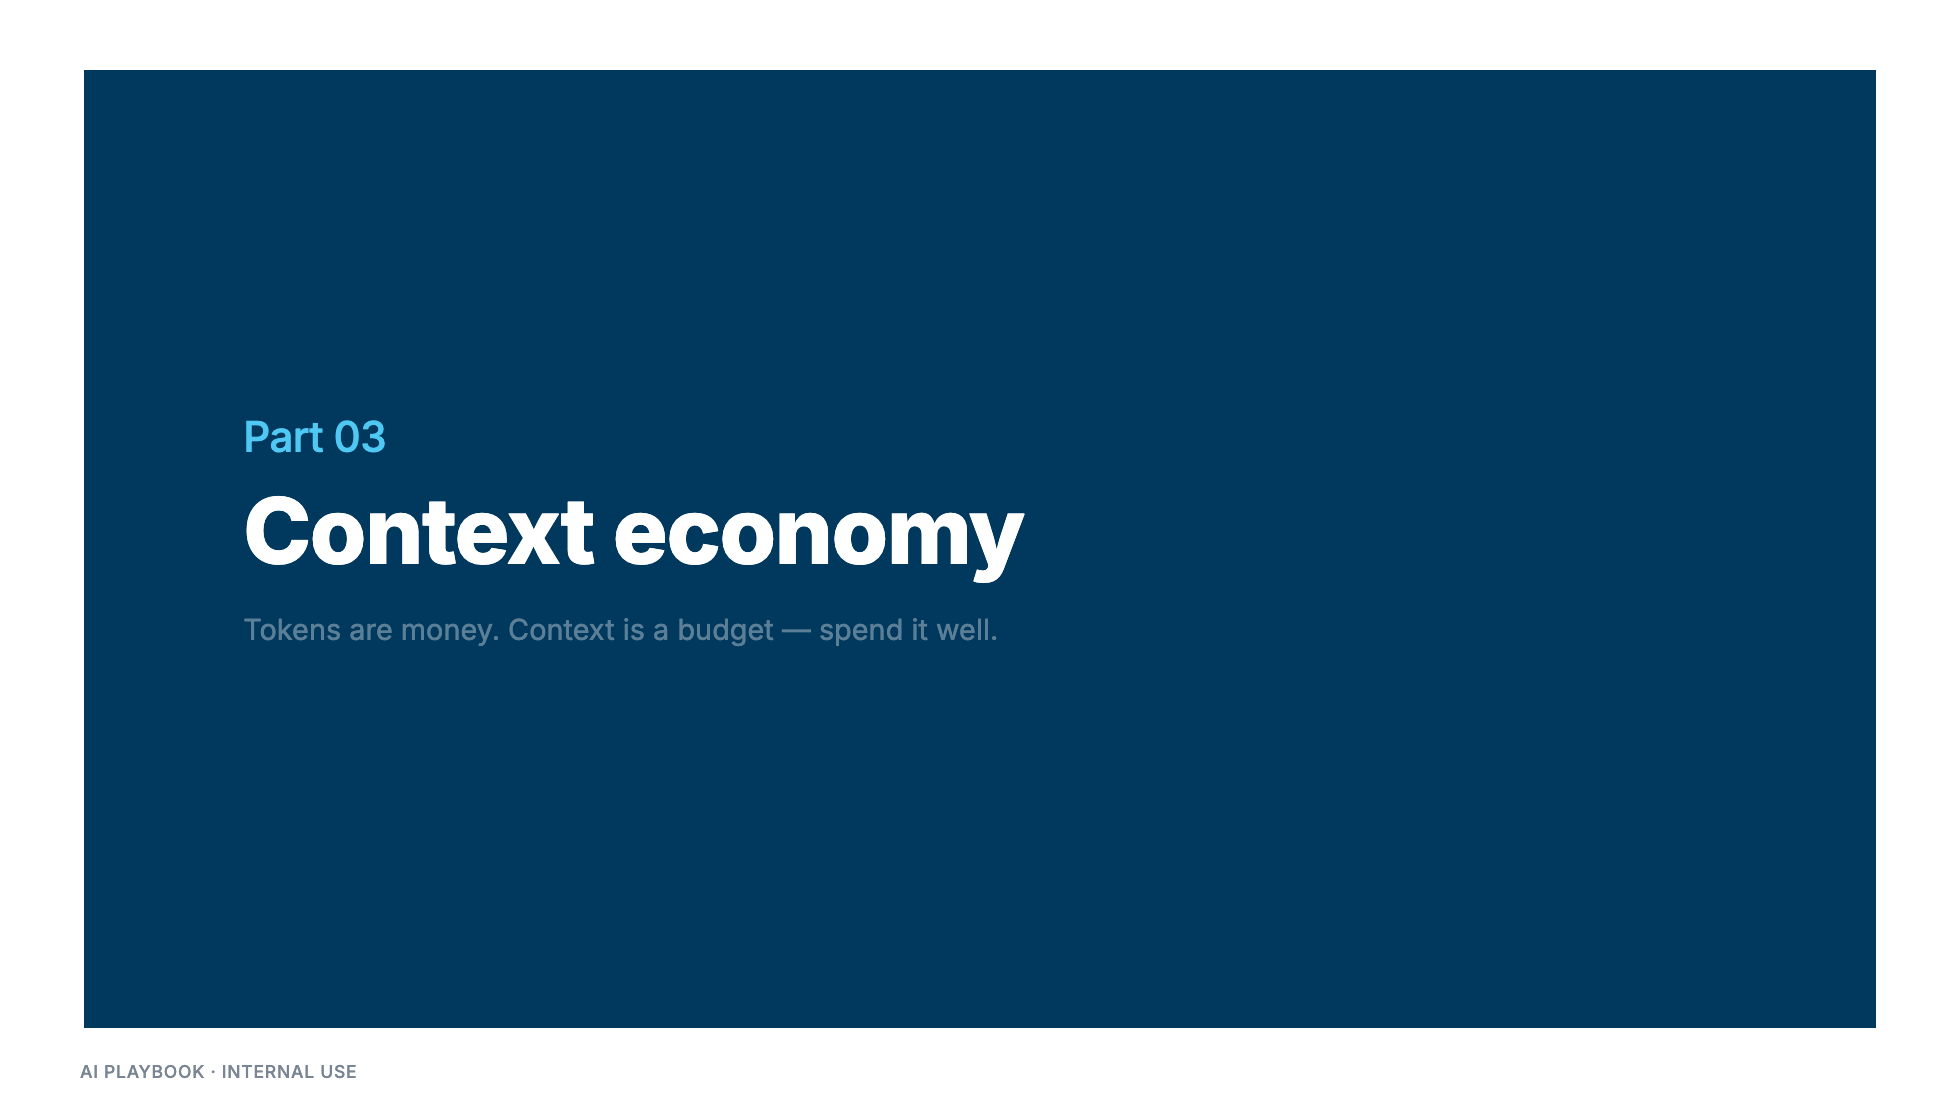 Part 03
Context economy
Tokens are money. Context is a budget — spend it well.
AI PLAYBOOK · INTERNAL USE